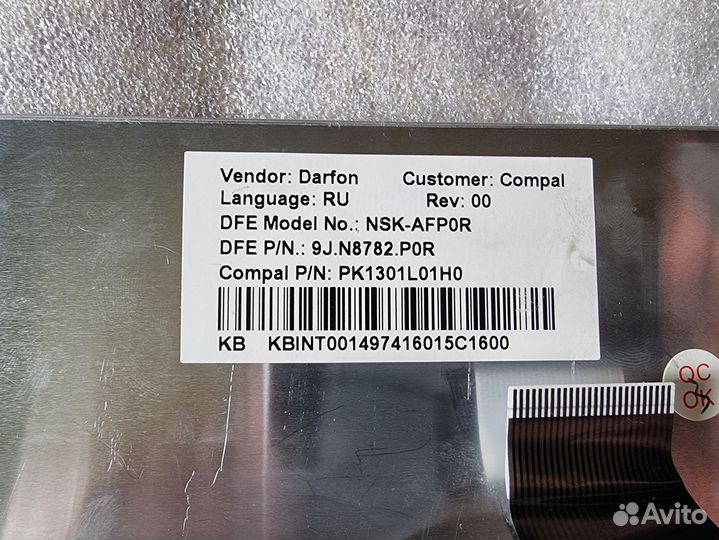 Vendor: Darfon Customer: Compal
Language: RU Rev: 00
DFE Model No.: NSK-AFP0R
DFE P/N.: 9J.N8782.P0R
Compal P/N: PK1301L01H0
KB KBINT001497416015C1600
QC
OK
Avito